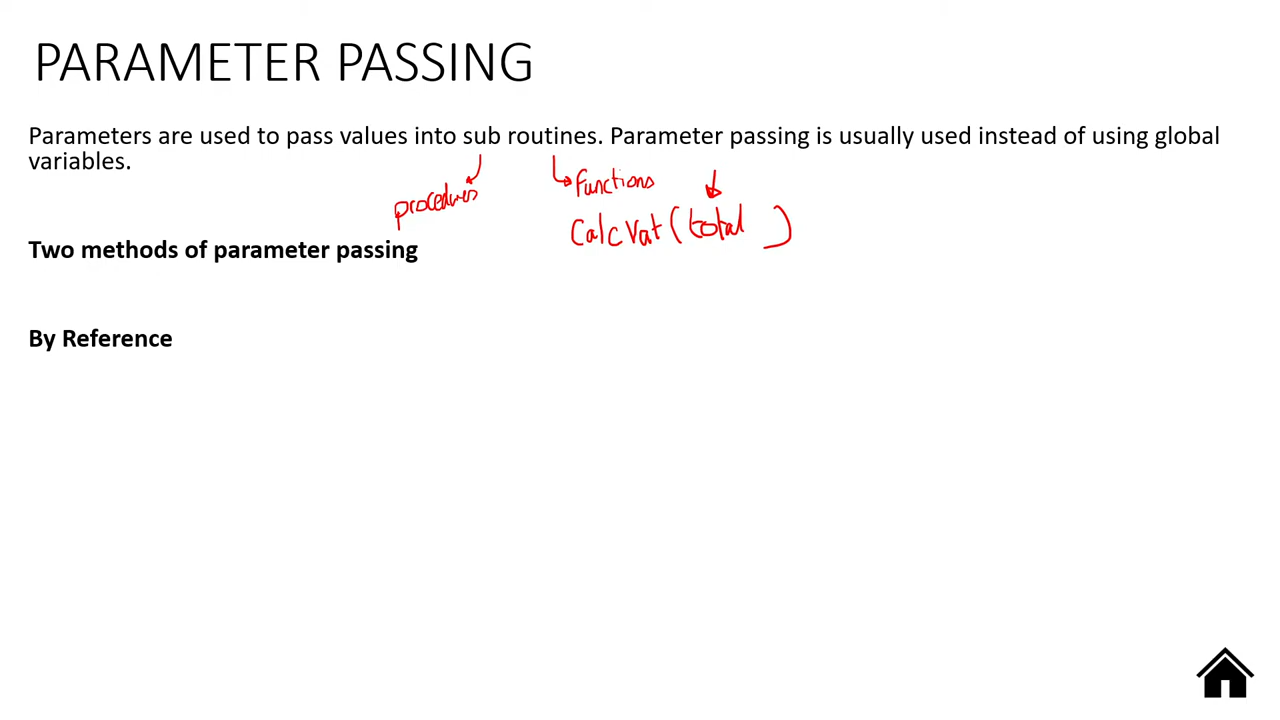 PARAMETER PASSING
Parameters are used to pass values into sub routines. Parameter passing is usually used instead of using global
variables.
procedures
Functions
CalcVat(total )
Two methods of parameter passing
By Reference